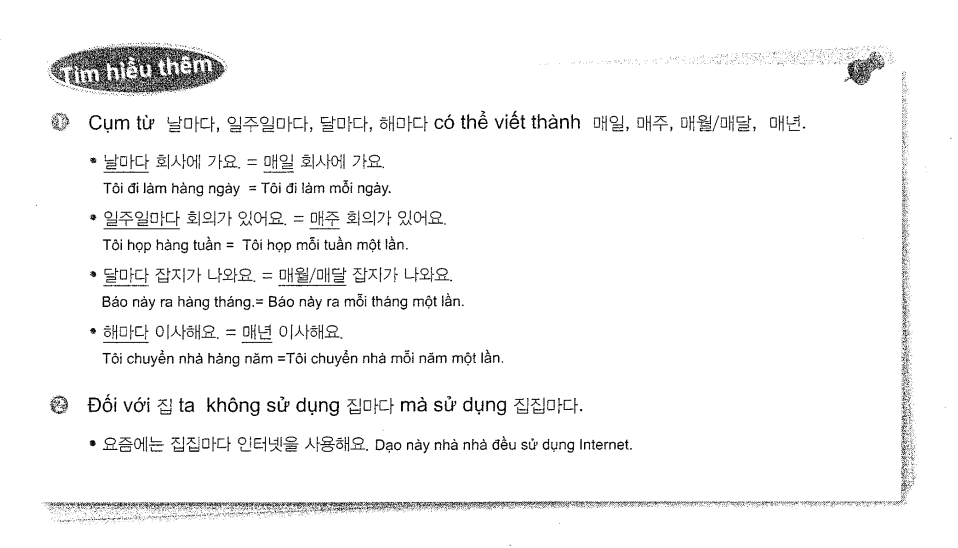 Tìm hiểu thêm
❶ Cụm từ 날마다, 일주일마다, 달마다, 해마다 có thể viết thành 매일, 매주, 매월/매달, 매년.
• 날마다 회사에 가요. = 매일 회사에 가요.
Tôi đi làm hàng ngày = Tôi đi làm mỗi ngày.
• 일주일마다 회의가 있어요. = 매주 회의가 있어요.
Tôi họp hàng tuần = Tôi họp mỗi tuần một lần.
• 달마다 잡지가 나와요. = 매월/매달 잡지가 나와요.
Báo này ra hàng tháng.= Báo này ra mỗi tháng một lần.
• 해마다 이사해요. = 매년 이사해요.
Tôi chuyển nhà hàng năm =Tôi chuyển nhà mỗi năm một lần.
❷ Đối với 집 ta không sử dụng 집마다 mà sử dụng 집집마다.
• 요즘에는 집집마다 인터넷을 사용해요. Dạo này nhà nhà đều sử dụng Internet.